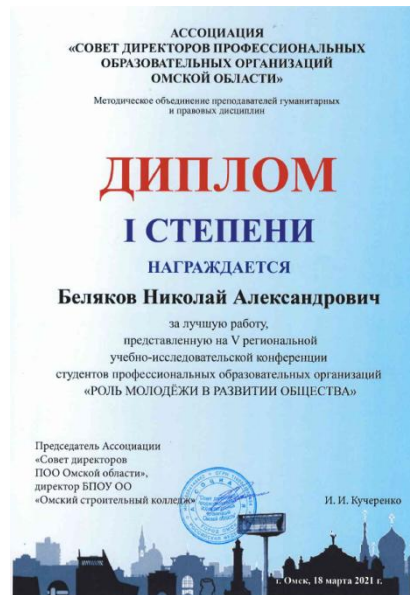 АССОЦИАЦИЯ
«СОВЕТ ДИРЕКТОРОВ ПРОФЕССИОНАЛЬНЫХ
ОБРАЗОВАТЕЛЬНЫХ ОРГАНИЗАЦИЙ
ОМСКОЙ ОБЛАСТИ»
Методическое объединение преподавателей гуманитарных
и правовых дисциплин
ДИПЛОМ
I СТЕПЕНИ
НАГРАЖДАЕТСЯ
Беляков Николай Александрович
за лучшую работу,
представленную на V региональной
учебно-исследовательской конференции
студентов профессиональных образовательных организаций
«РОЛЬ МОЛОДЁЖИ В РАЗВИТИИ ОБЩЕСТВА»
Председатель Ассоциации
«Совет директоров
ПОО Омской области»,
директор БПОУ ОО
«Омский строительный колледж»
И. И. Кучеренко
г. Омск, 18 марта 2021 г.